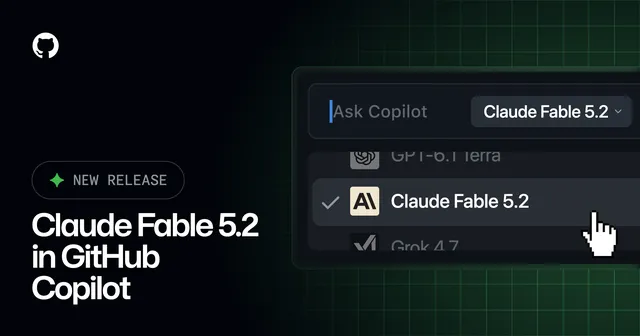 Ask Copilot
Claude Fable 5.2
GPT-6.1 Terra
Claude Fable 5.2
Grok 4.7
NEW RELEASE
Claude Fable 5.2
in GitHub
Copilot